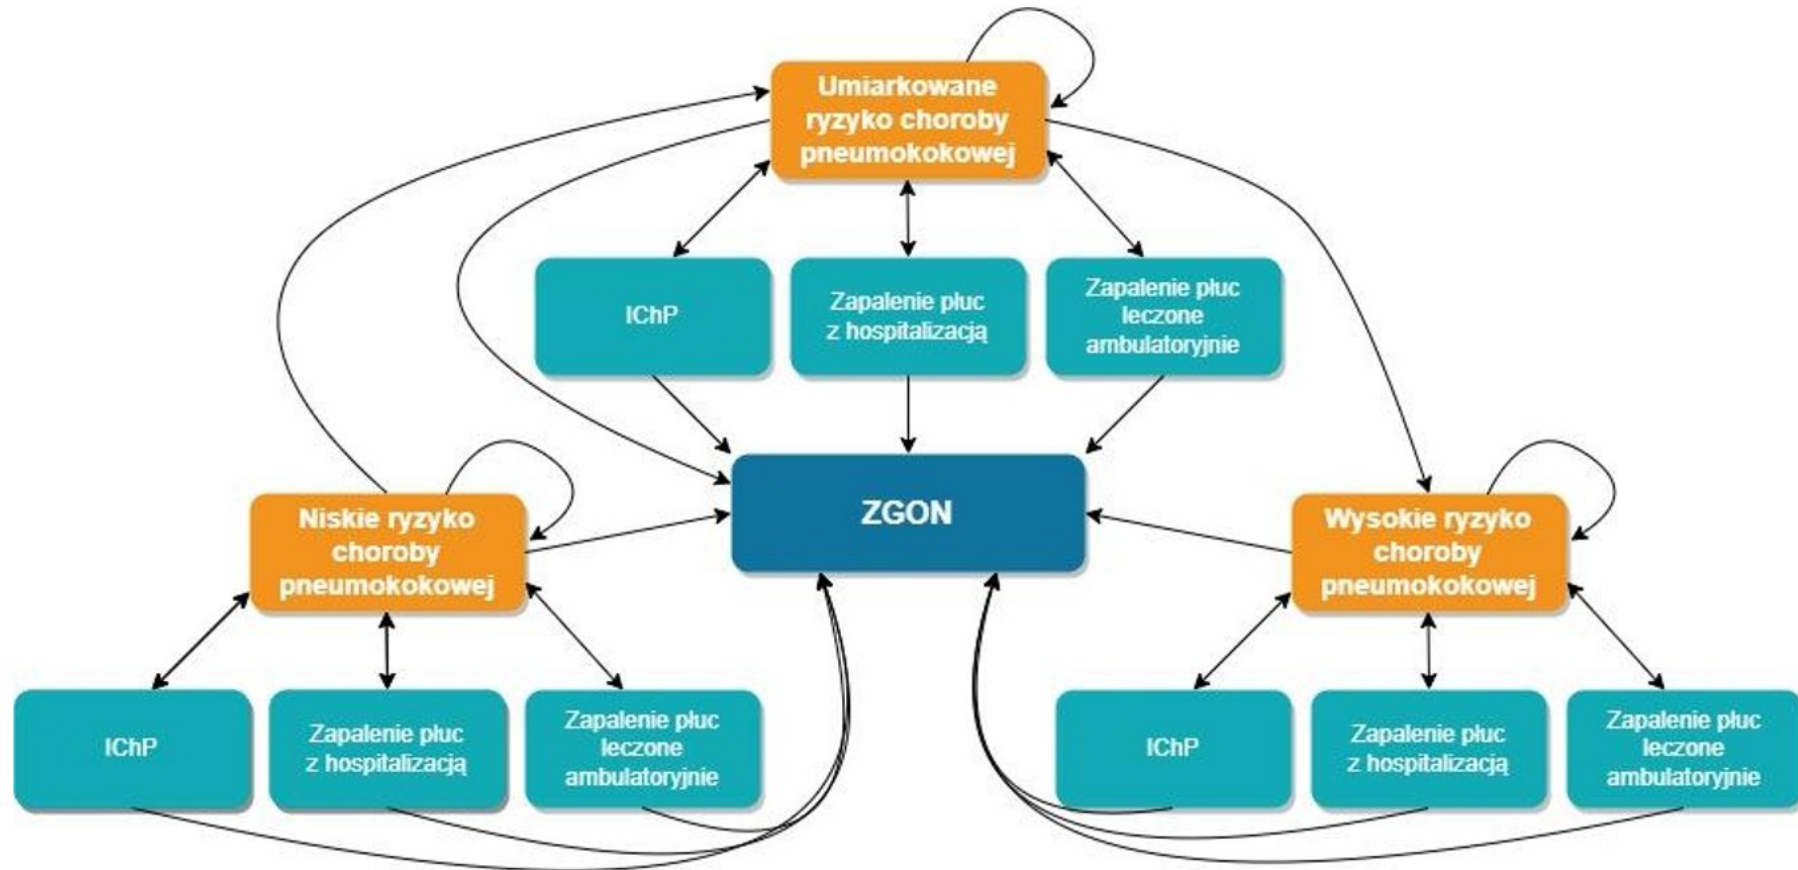 Umiarkowane
ryzyko choroby
pneumokokowej
IChP
Zapalenie płuc
z hospitalizacją
Zapalenie płuc
leczone
ambulatoryjnie
ZGON
Niskie ryzyko
choroby
pneumokokowej
Wysokie ryzyko
choroby
pneumokokowej
IChP
Zapalenie płuc
z hospitalizacją
Zapalenie płuc
leczone
ambulatoryjnie
IChP
Zapalenie płuc
z hospitalizacją
Zapalenie płuc
leczone
ambulatoryjnie